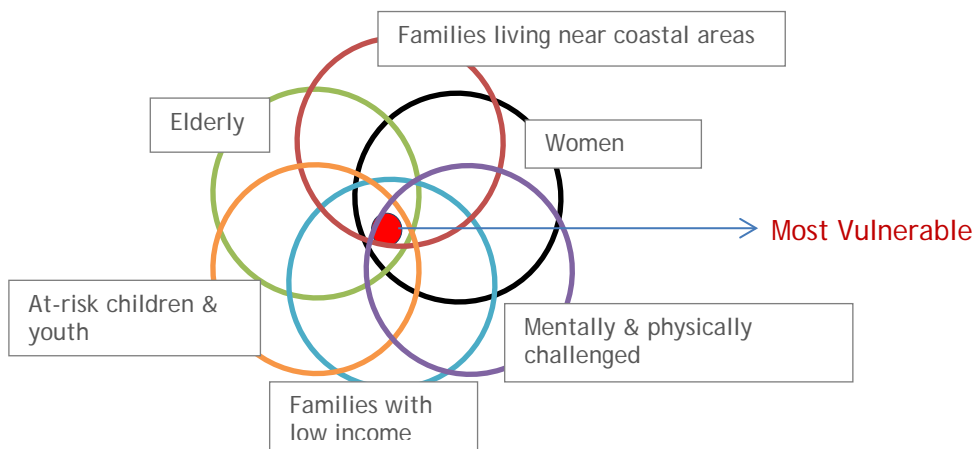 Families living near coastal areas
Elderly
Women
Most Vulnerable
At-risk children &
youth
Mentally & physically
challenged
Families with
low income